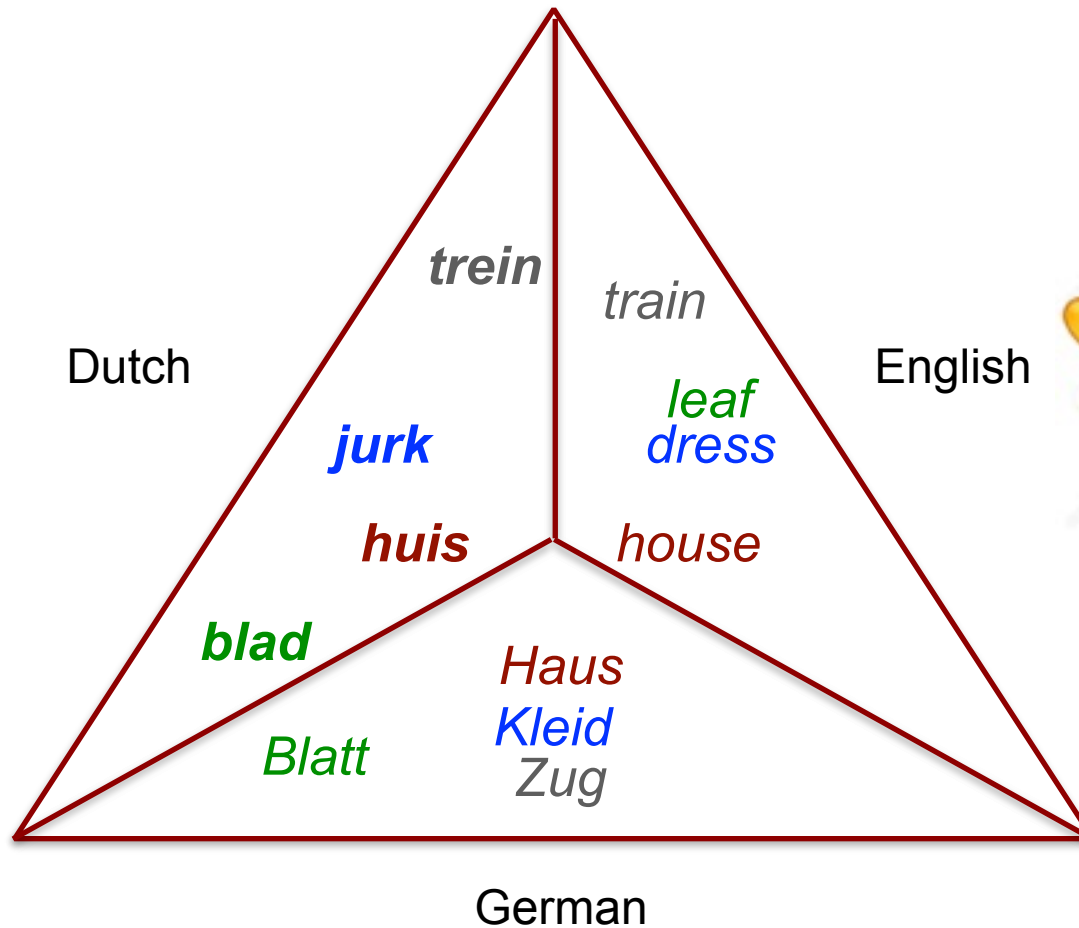 trein
train
Dutch
English
leaf
jurk
dress
huis
house
blad
Haus
Kleid
Blatt
Zug
German